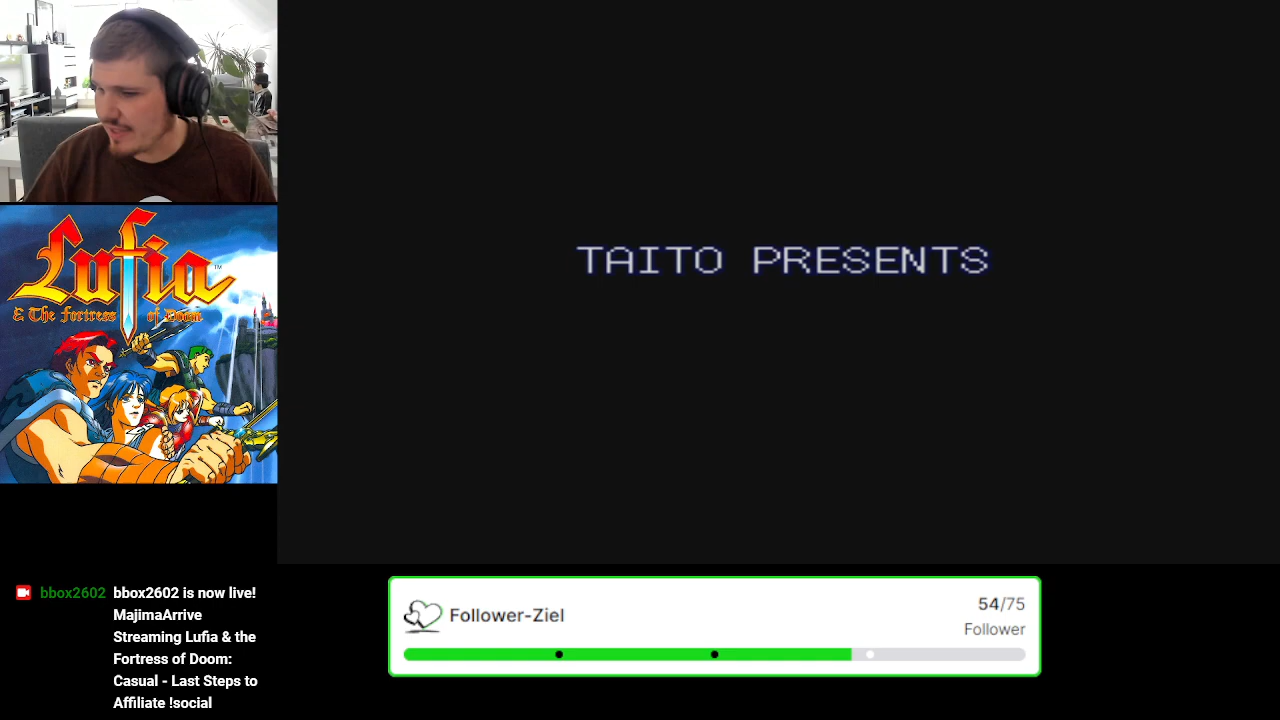 TAITO PRESENTS
Lufia™
& The Fortress of Doom
bbox2602 bbox2602 is now live!
MajimaArrive
Streaming Lufia & the
Fortress of Doom:
Casual - Last Steps to
Affiliate !social
Follower-Ziel
54/75
Follower